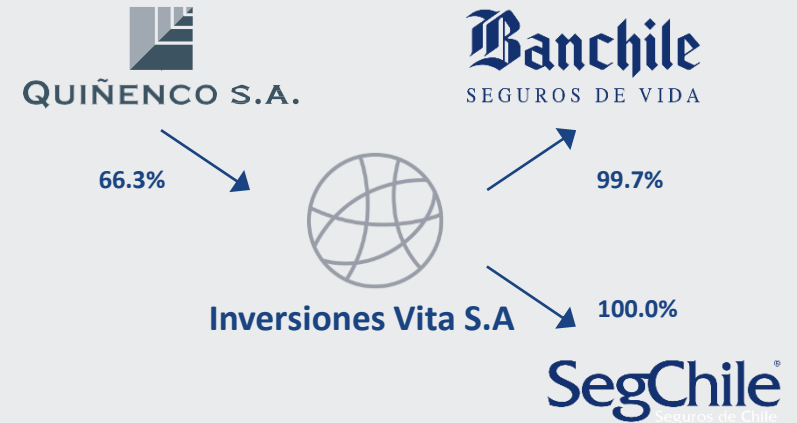 QUIÑENCO S.A.
Banchile
SEGUROS DE VIDA
66.3%
99.7%
Inversiones Vita S.A
100.0%
SegChile®
Seguros de Chile